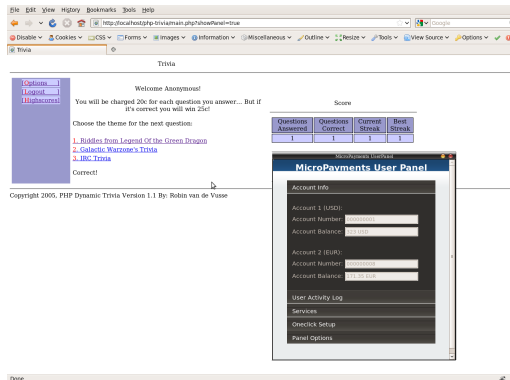 File Edit View History Bookmarks Tools Help
http://localhost/php-trivia/main.php?showPanel=true
Google
Disable Cookies CSS Forms Images Information Miscellaneous Outline Resize Tools View Source Options
Trivia
Trivia
[Options ]
[Logout ]
[Highscores]
Welcome Anonymous!
You will be charged 20c for each question you answer... But if
it's correct you will win 25c!
Choose the theme for the next question:
1. Riddles from Legend Of the Green Dragon
2. Galactic Warzone's Trivia
3. IRC Trivia
Correct!
Score
Questions Answered Questions Correct Current Streak Best Streak
1 1 1 1
Copyright 2005, PHP Dynamic Trivia Version 1.1 By: Robin van de Vusse
MicroPayments UserPanel
MicroPayments User Panel
Account Info
Account 1 (USD):
Account Number:
Account Balance:
Account 2 (EUR):
Account Number:
Account Balance:
User Activity Log
Services
Oneclick Setup
Panel Options
Done